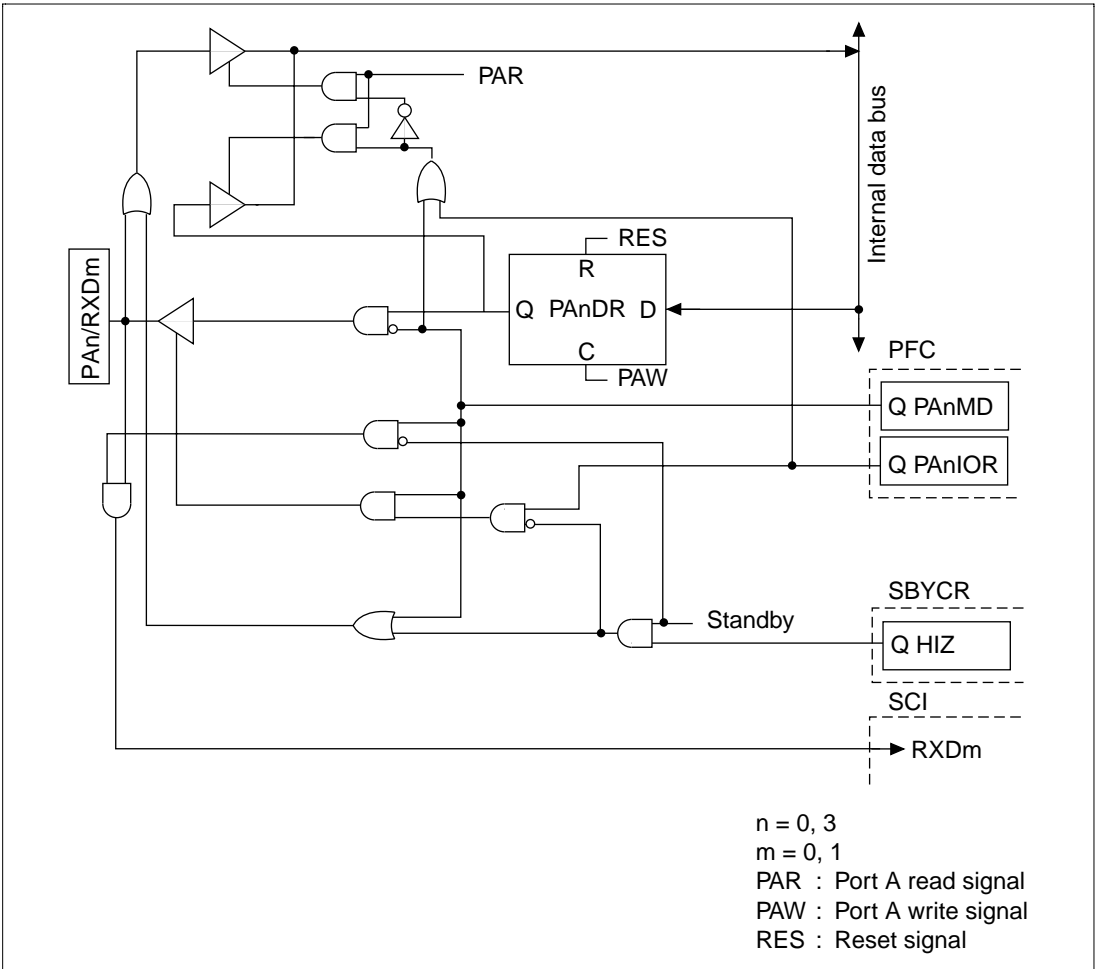 PAR
Internal data bus
RES
R
PAn/RXDm
Q PAnDR D
C
PAW
PFC
Q PAnMD
Q PAnIOR
SBYCR
Standby
Q HIZ
SCI
RXDm
n = 0, 3
m = 0, 1
PAR : Port A read signal
PAW : Port A write signal
RES : Reset signal